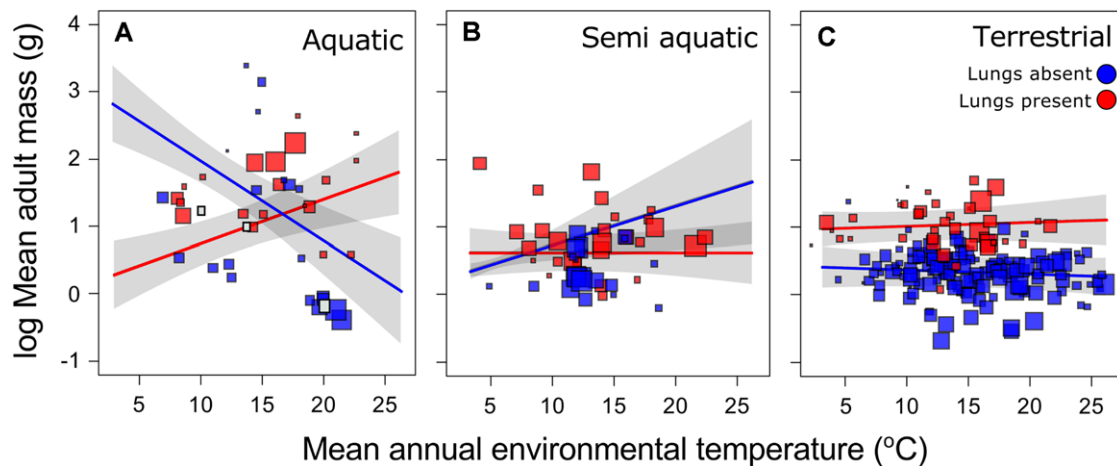 A
Aquatic
B
Semi aquatic
C
Terrestrial
Lungs absent
Lungs present
log Mean adult mass (g)
4
3
2
1
0
-1
5 10 15 20 25
5 10 15 20 25
5 10 15 20 25
Mean annual environmental temperature (°C)